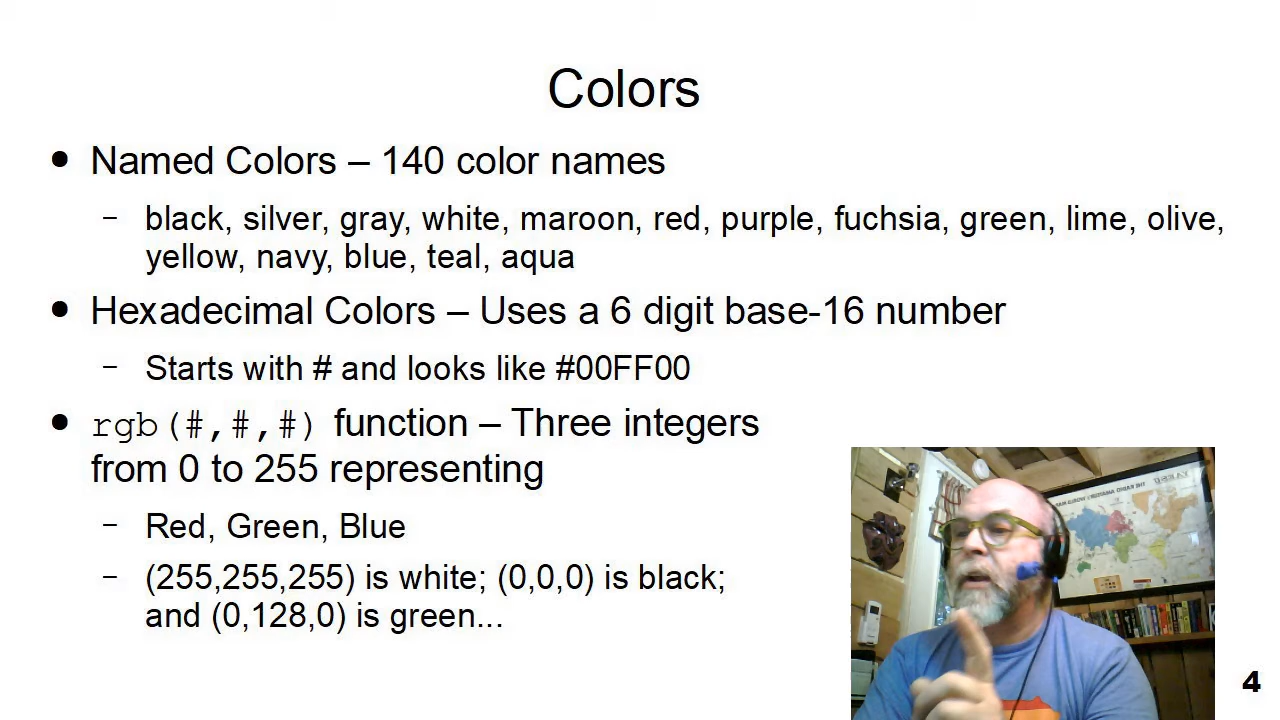 Colors
● Named Colors – 140 color names
– black, silver, gray, white, maroon, red, purple, fuchsia, green, lime, olive,
yellow, navy, blue, teal, aqua
● Hexadecimal Colors – Uses a 6 digit base-16 number
– Starts with # and looks like #00FF00
● rgb(#,#,#) function – Three integers
from 0 to 255 representing
– Red, Green, Blue
– (255,255,255) is white; (0,0,0) is black;
and (0,128,0) is green...
4